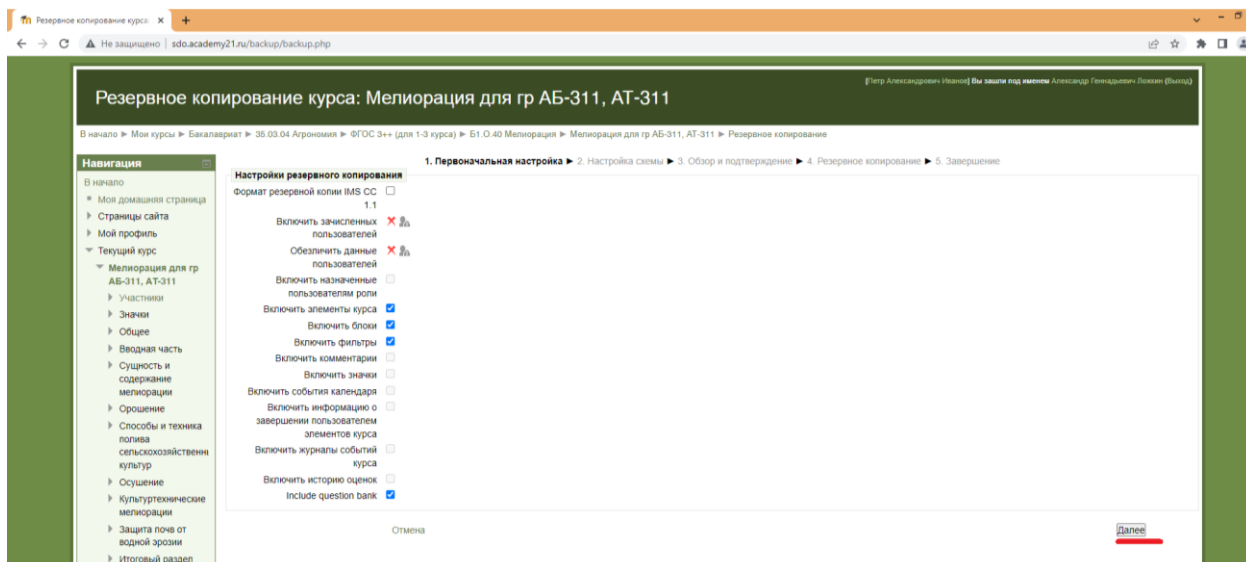 Резервное копирование курса:
Не защищено | sdo.academy21.ru/backup/backup.php
[Петр Александрович Иванов] Вы зашли под именем Александр Геннадьевич Ложкин (Выход)
Резервное копирование курса: Мелиорация для гр АБ-311, АТ-311
В начало ► Мои курсы ► Бакалавриат ► 35.03.04 Агрономия ► ФГОС 3++ (для 1-3 курса) ► Б1.О.40 Мелиорация ► Мелиорация для гр АБ-311, АТ-311 ► Резервное копирование
Навигация
В начало
Моя домашняя страница
Страницы сайта
Мой профиль
Текущий курс
Мелиорация для гр
АБ-311, АТ-311
Участники
Значки
Общее
Вводная часть
Сущность и
содержание
мелиорации
Орошение
Способы и техника
полива
сельскохозяйственн
культур
Осушение
Культуртехнические
мелиорации
Защита почв от
водной эрозии
Итоговый раздел
1. Первоначальная настройка ► 2. Настройка схемы ► 3. Обзор и подтверждение ► 4. Резервное копирование ► 5. Завершение
Настройки резервного копирования
Формат резервной копии IMS CC
1.1
Включить зачисленных
пользователей
Обезличить данные
пользователей
Включить назначенные
пользователям роли
Включить элементы курса
Включить блоки
Включить фильтры
Включить комментарии
Включить значки
Включить события календаря
Включить информацию о
завершении пользователем
элементов курса
Включить журналы событий
курса
Включить историю оценок
Include question bank
Отмена
Далее